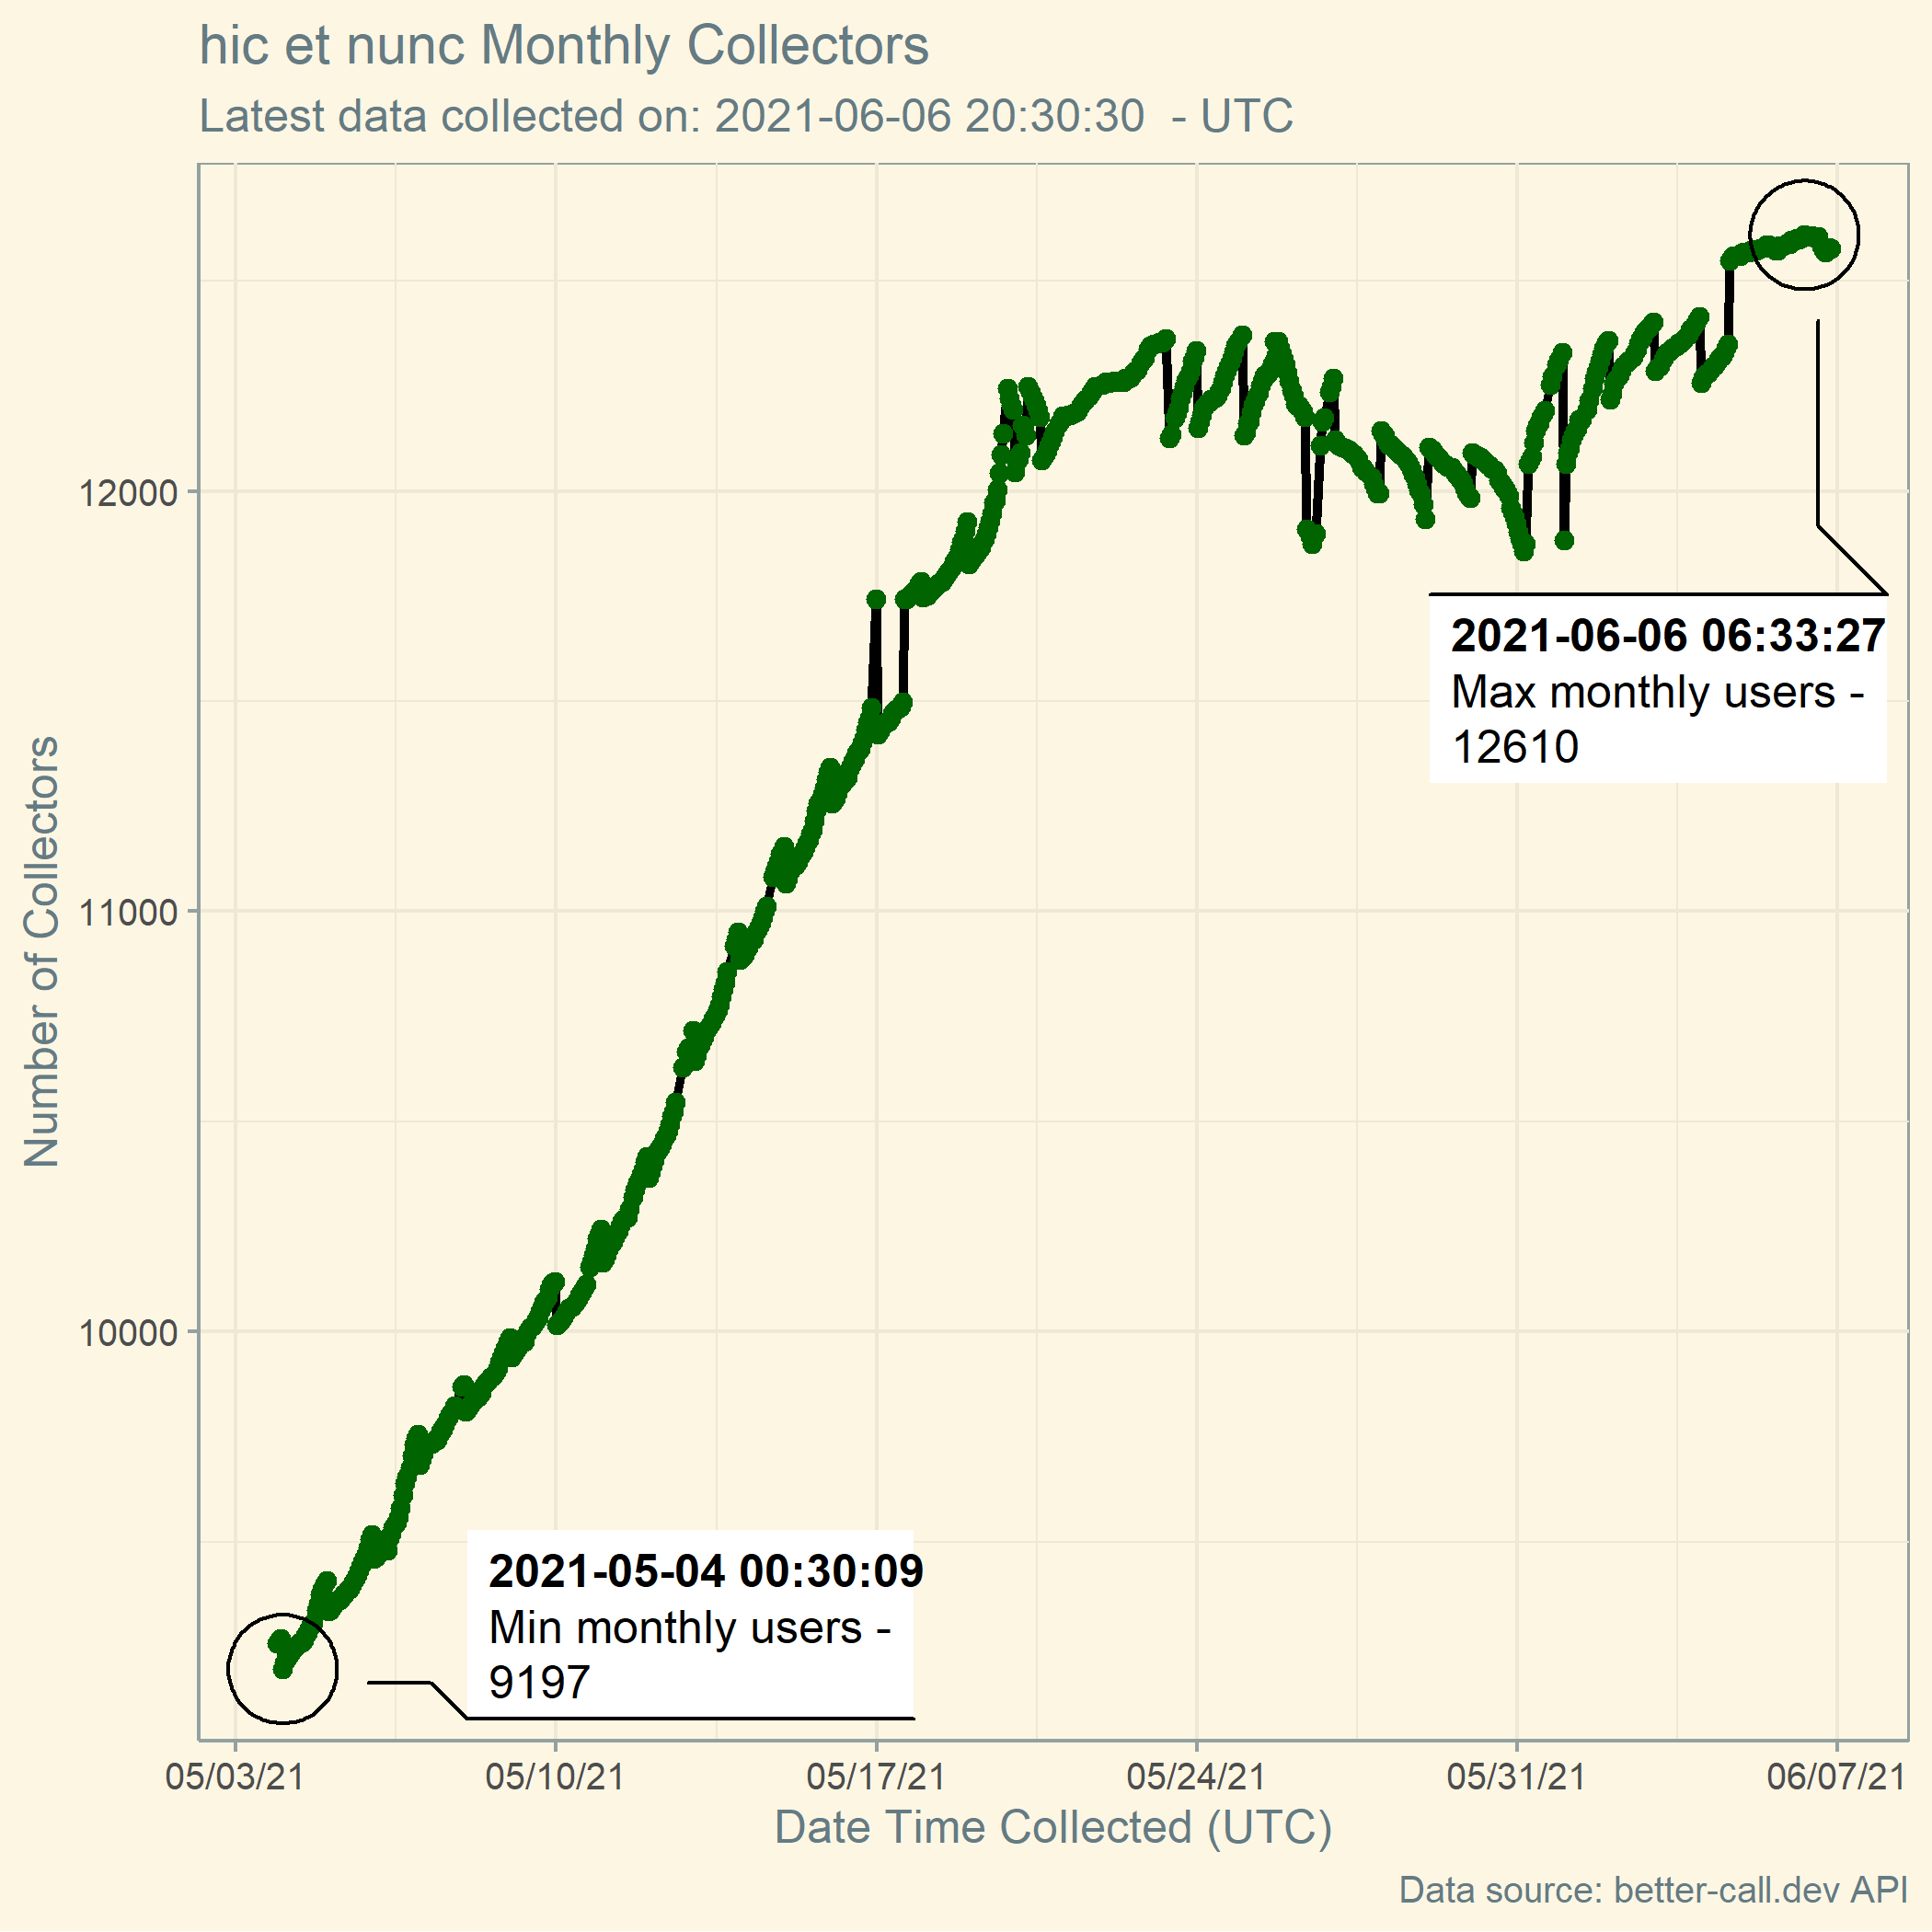 hic et nunc Monthly Collectors
Latest data collected on: 2021-06-06 20:30:30  - UTC
Number of Collectors
12000
11000
10000
2021-06-06 06:33:27
Max monthly users -
12610
2021-05-04 00:30:09
Min monthly users -
9197
05/03/21 05/10/21 05/17/21 05/24/21 05/31/21 06/07/21
Date Time Collected (UTC)
Data source: better-call.dev API